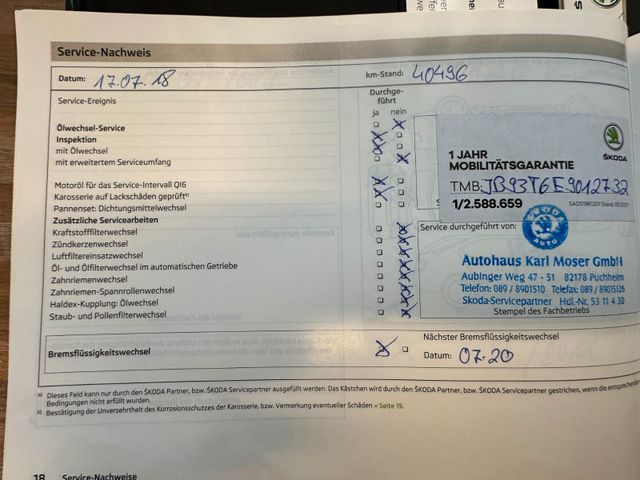 Service-Nachweis
Datum: 17.07.18
km-Stand: 40496
Service-Ereignis
Durchge-
führt
ja nein
Ölwechsel-Service
Inspektion
mit Ölwechsel
mit erweitertem Serviceumfang
Motoröl für das Service-Intervall QI6
Karosserie auf Lackschäden geprüft
Pannenset: Dichtungsmittelwechsel
Zusätzliche Servicearbeiten
Kraftstofffilterwechsel
Zündkerzenwechsel
Luftfiltereinsatzwechsel
Öl- und Ölfilterwechsel im automatischen Getriebe
Zahnriemenwechsel
Zahnriemen-Spannrollenwechsel
Haldex-Kupplung: Ölwechsel
Staub- und Pollenfilterwechsel
1 JAHR
MOBILITÄTSGARANTIE
ŠKODA
TMB: JB93T6E9012732
1/2.588.659
Service durchgeführt von:
SKODA
AUTO
Autohaus Karl Moser GmbH
Aubinger Weg 47 - 51 82178 Puchheim
Telefon: 089 / 8901510 Telefax: 089 / 89015126
Skoda-Servicepartner Hdl.-Nr. 53 11 4 30
Stempel des Fachbetriebs
Bremsflüssigkeitswechsel
Nächster Bremsflüssigkeitswechsel
Datum: 07.20
a) Dieses Feld kann nur durch den ŠKODA Partner, bzw. ŠKODA Servicepartner ausgefüllt werden. Das Kästchen wird durch den ŠKODA Partner, bzw. ŠKODA Servicepartner gestrichen, wenn die entsprechenden
Bedingungen nicht erfüllt wurden.
b) Bestätigung der Unversehrtheit des Korrosionsschutzes der Karosserie, bzw. Vermerkung eventueller Schäden » Seite 19.
18 Service-Nachweise